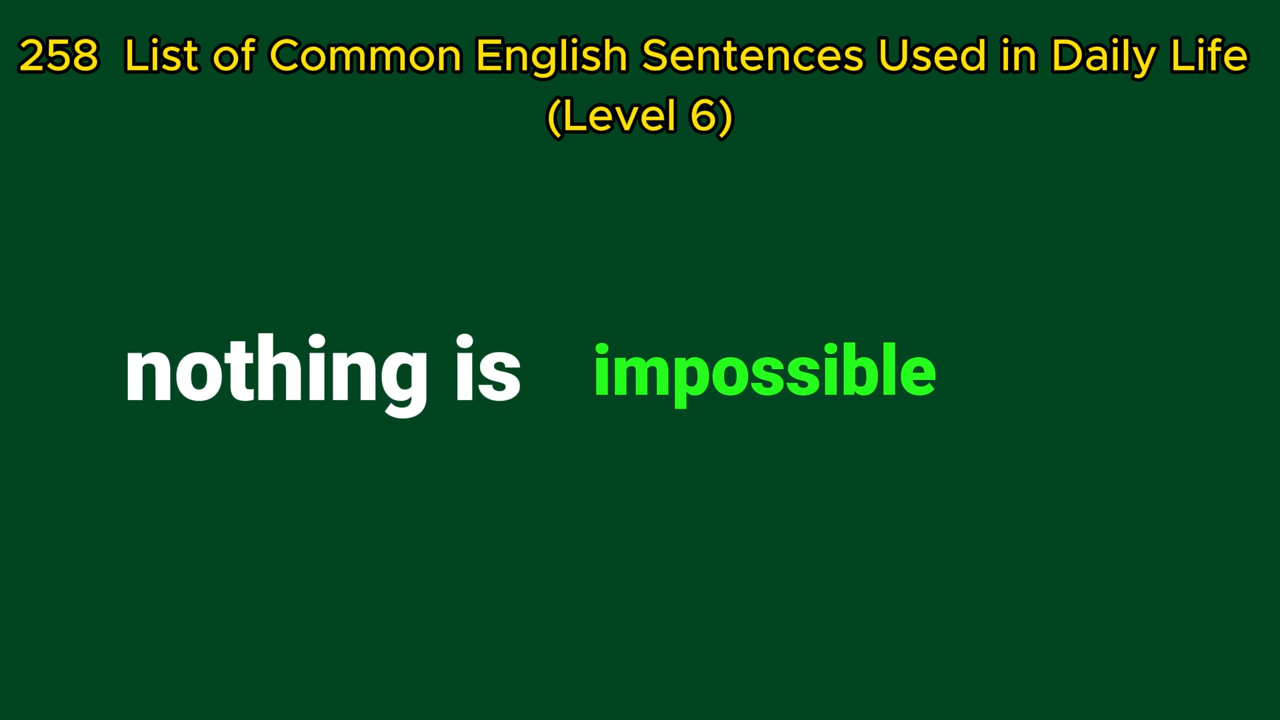 258 List of Common English Sentences Used in Daily Life
(Level 6)
nothing is impossible